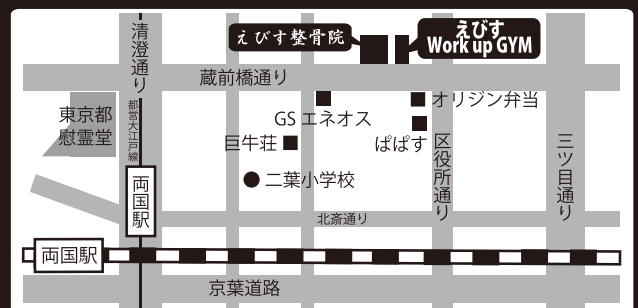 清澄通り
えびす整骨院
えびす
Work up GYM
蔵前橋通り
東京都
慰霊堂
都営大江戸線
GS エネオス
オリジン弁当
ぱぱす
巨牛荘
二葉小学校
区役所通り
三ツ目通り
両国駅
北斎通り
両国駅
京葉道路